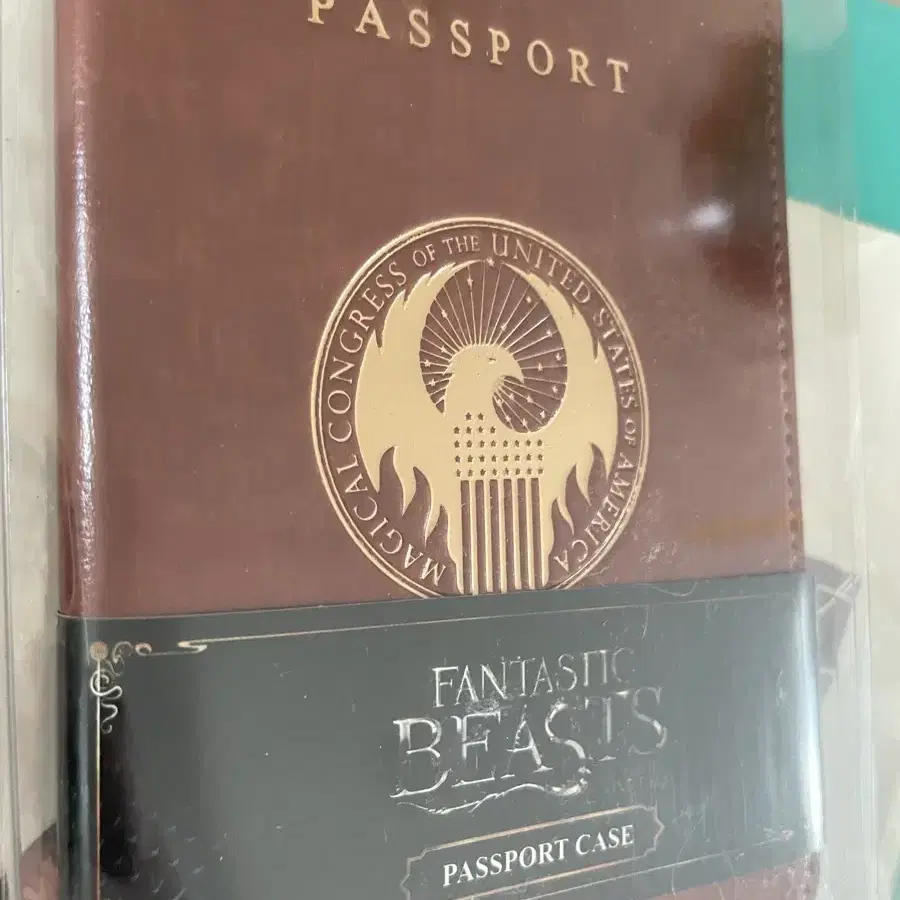 PASSPORT
MAGICAL CONGRESS OF THE UNITED STATES OF AMERICA
FANTASTIC
BEASTS
PASSPORT CASE